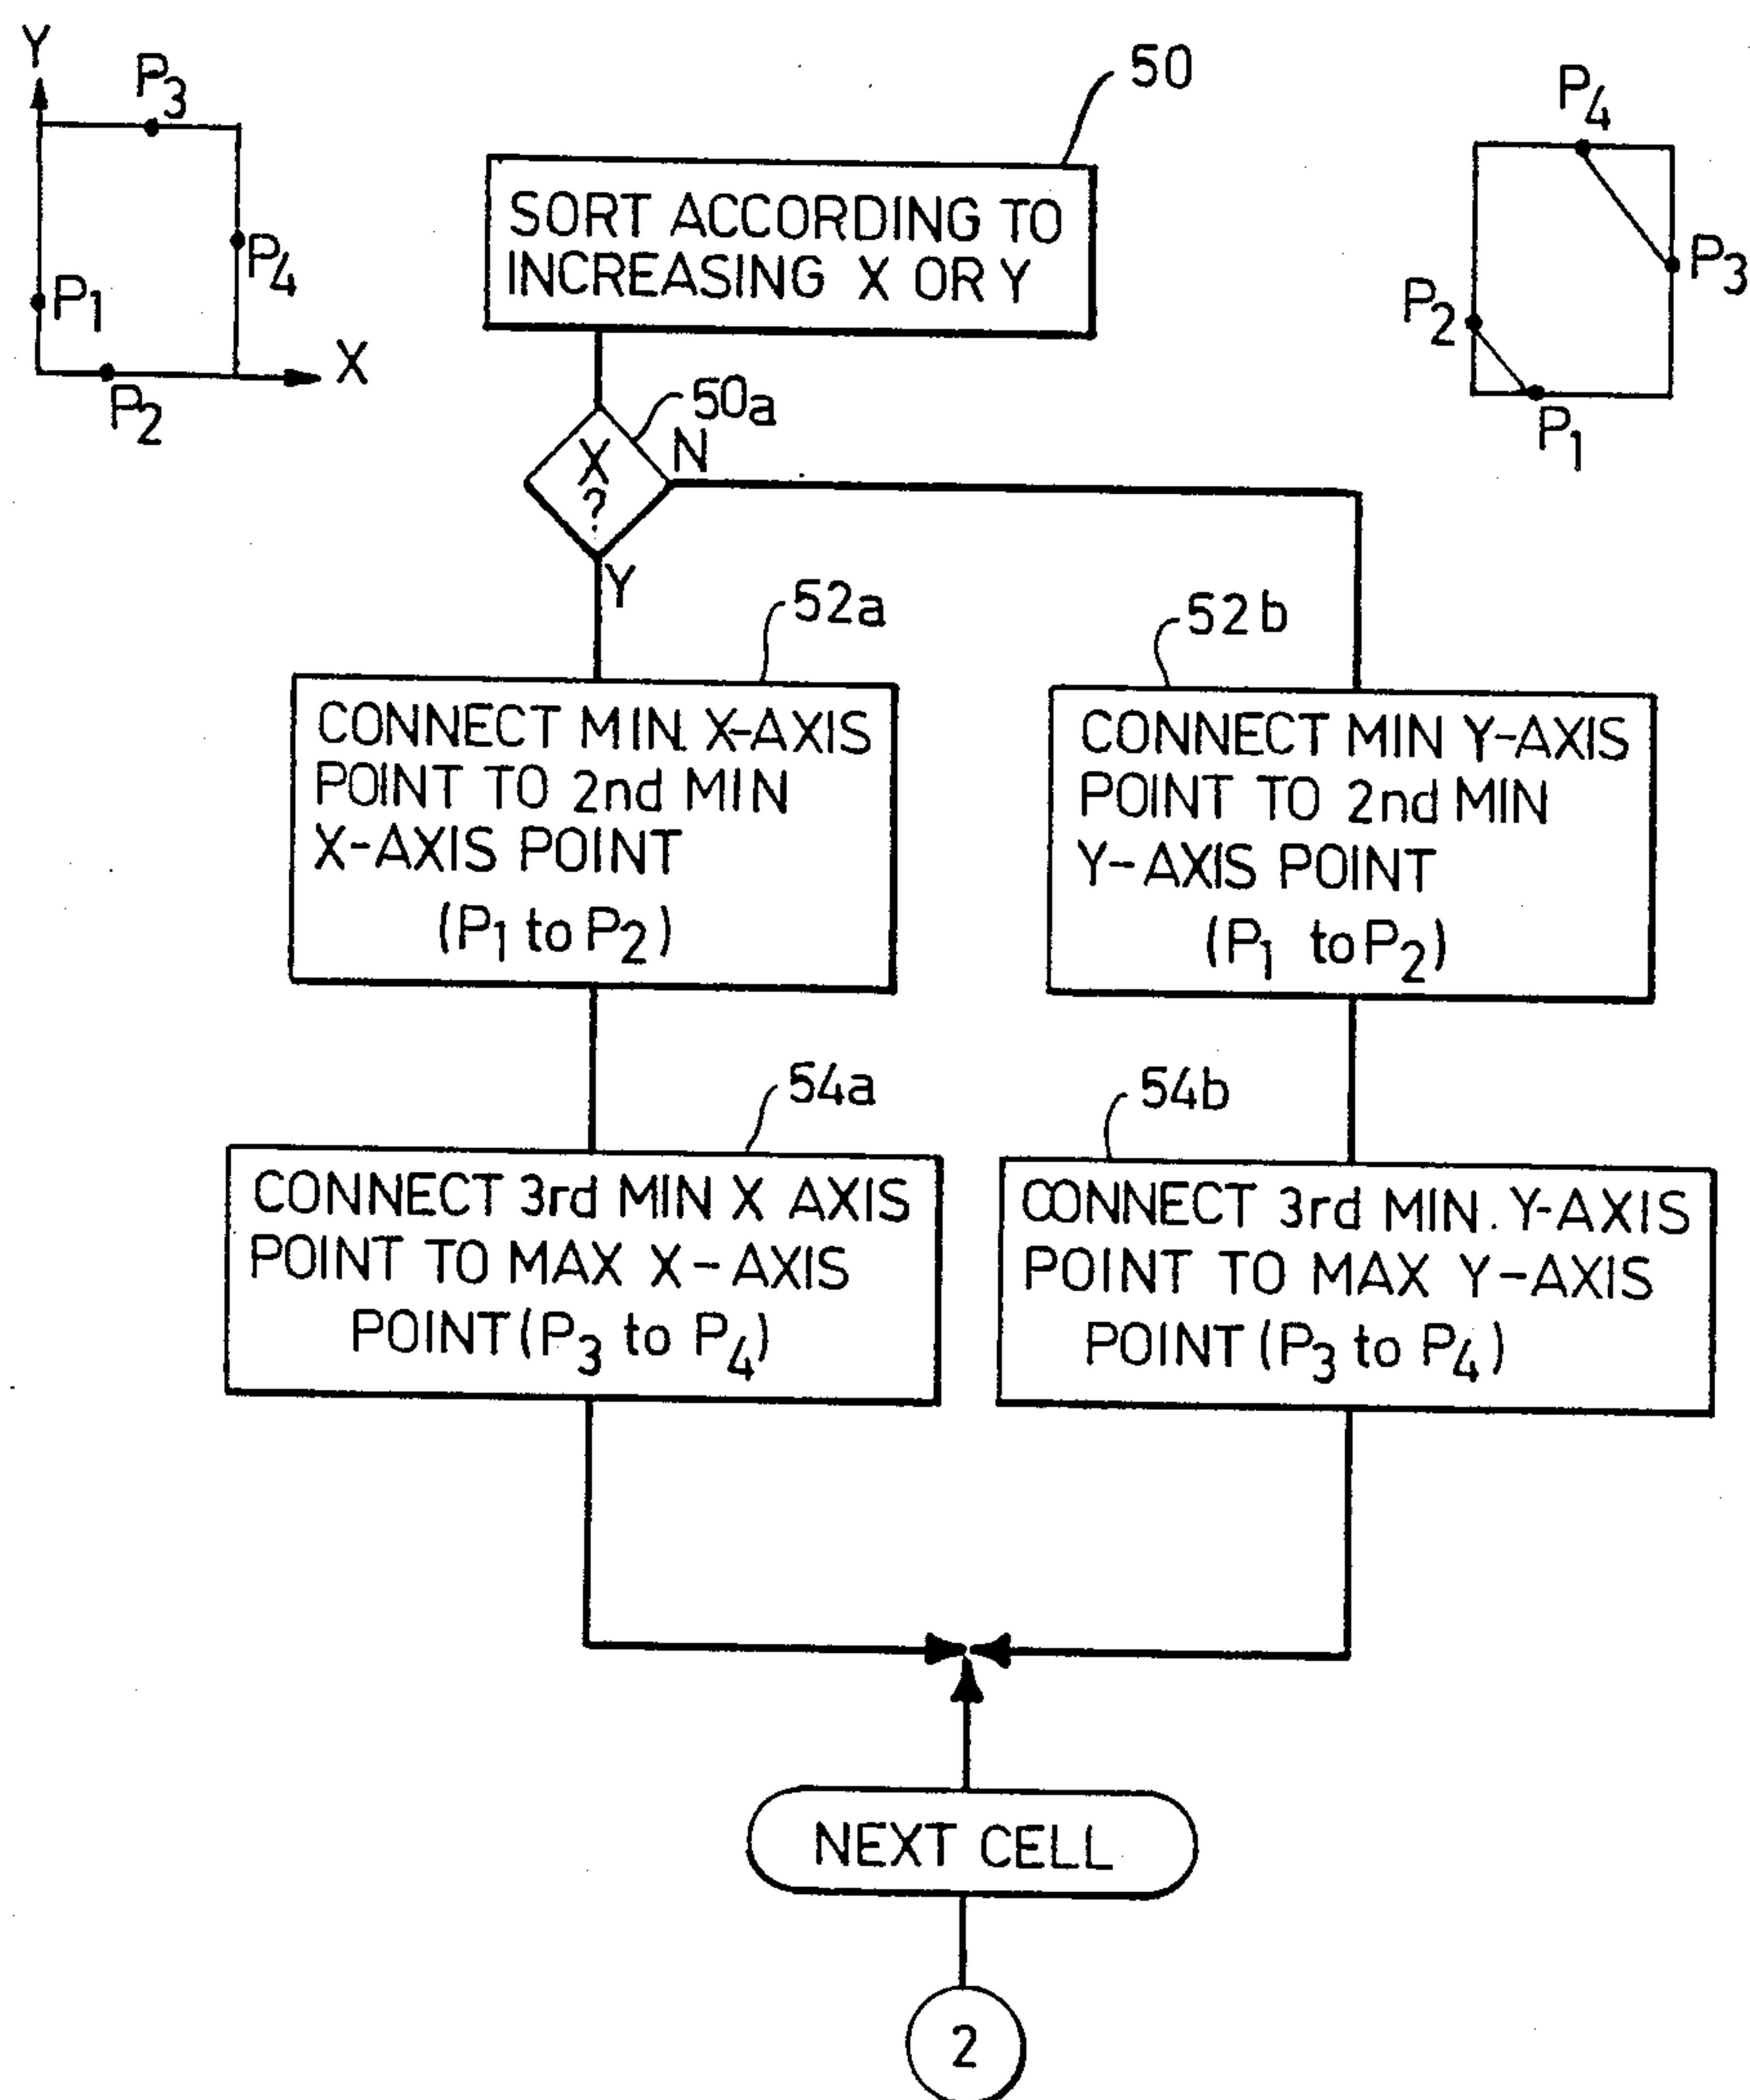 Y
P3
P1
P4
P2
X
50
SORT ACCORDING TO
INCREASING X OR Y
P4
P3
P2
P1
50a
X
?
N
Y
52a
CONNECT MIN. X-AXIS
POINT TO 2nd MIN
X-AXIS POINT
(P1 to P2)
52b
CONNECT MIN Y-AXIS
POINT TO 2nd MIN
Y-AXIS POINT
(P1 to P2)
54a
CONNECT 3rd MIN X AXIS
POINT TO MAX X-AXIS
POINT (P3 to P4)
54b
CONNECT 3rd MIN. Y-AXIS
POINT TO MAX Y-AXIS
POINT (P3 to P4)
NEXT CELL
2